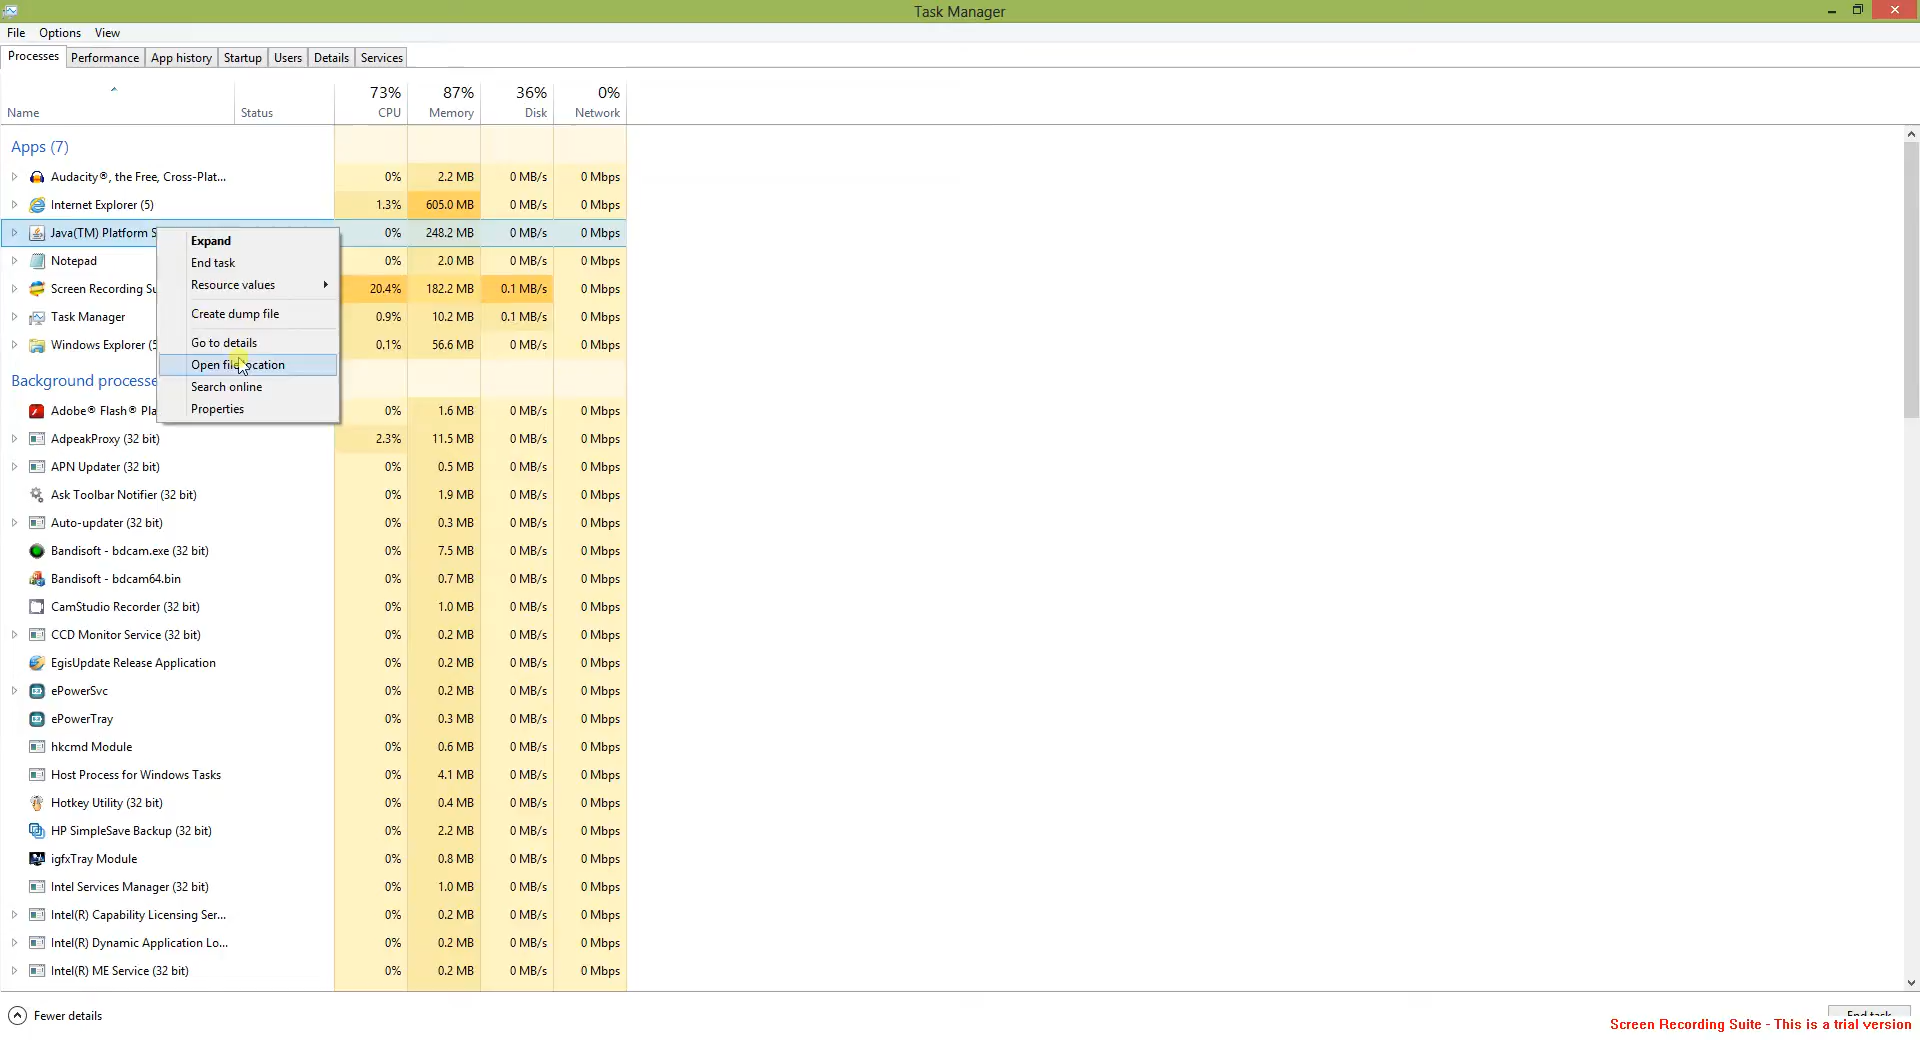 Task Manager
File Options View
Processes Performance App history Startup Users Details Services
73% 87% 36% 0%
Name Status CPU Memory Disk Network
Apps (7)
Audacity®, the Free, Cross-Plat... 0% 2.2 MB 0 MB/s 0 Mbps
Internet Explorer (5) 1.3% 605.0 MB 0 MB/s 0 Mbps
Java(TM) Platform S 0% 248.2 MB 0 MB/s 0 Mbps
Expand
End task
Resource values
Create dump file
Go to details
Open file location
Search online
Properties
Notepad 0% 2.0 MB 0 MB/s 0 Mbps
Screen Recording Su 20.4% 182.2 MB 0.1 MB/s 0 Mbps
Task Manager 0.9% 10.2 MB 0.1 MB/s 0 Mbps
Windows Explorer (5 0.1% 56.6 MB 0 MB/s 0 Mbps
Background processe
Adobe® Flash® Pla 0% 1.6 MB 0 MB/s 0 Mbps
AdpeakProxy (32 bit) 2.3% 11.5 MB 0 MB/s 0 Mbps
APN Updater (32 bit) 0% 0.5 MB 0 MB/s 0 Mbps
Ask Toolbar Notifier (32 bit) 0% 1.9 MB 0 MB/s 0 Mbps
Auto-updater (32 bit) 0% 0.3 MB 0 MB/s 0 Mbps
Bandisoft - bdcam.exe (32 bit) 0% 7.5 MB 0 MB/s 0 Mbps
Bandisoft - bdcam64.bin 0% 0.7 MB 0 MB/s 0 Mbps
CamStudio Recorder (32 bit) 0% 1.0 MB 0 MB/s 0 Mbps
CCD Monitor Service (32 bit) 0% 0.2 MB 0 MB/s 0 Mbps
EgisUpdate Release Application 0% 0.2 MB 0 MB/s 0 Mbps
ePowerSvc 0% 0.2 MB 0 MB/s 0 Mbps
ePowerTray 0% 0.3 MB 0 MB/s 0 Mbps
hkcmd Module 0% 0.6 MB 0 MB/s 0 Mbps
Host Process for Windows Tasks 0% 4.1 MB 0 MB/s 0 Mbps
Hotkey Utility (32 bit) 0% 0.4 MB 0 MB/s 0 Mbps
HP SimpleSave Backup (32 bit) 0% 2.2 MB 0 MB/s 0 Mbps
igfxTray Module 0% 0.8 MB 0 MB/s 0 Mbps
Intel Services Manager (32 bit) 0% 1.0 MB 0 MB/s 0 Mbps
Intel(R) Capability Licensing Ser... 0% 0.2 MB 0 MB/s 0 Mbps
Intel(R) Dynamic Application Lo... 0% 0.2 MB 0 MB/s 0 Mbps
Intel(R) ME Service (32 bit) 0% 0.2 MB 0 MB/s 0 Mbps
Fewer details
End task
Screen Recording Suite - This is a trial version